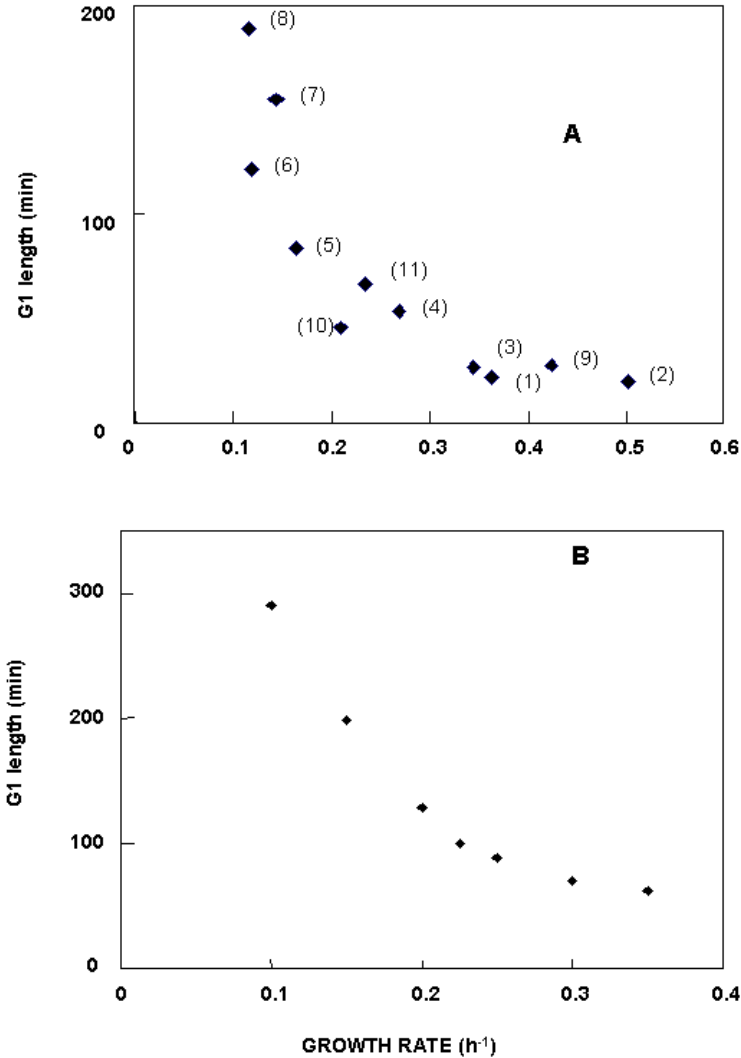 200
(8)
(7)
A
(6)
100
(5)
(11)
(4)
(10)
(3)
(9)
(1)
(2)
0
0 0.1 0.2 0.3 0.4 0.5 0.6
G1 length (min)
B
300
200
100
0
0 0.1 0.2 0.3 0.4
G1 length (min)
GROWTH RATE (h-1)